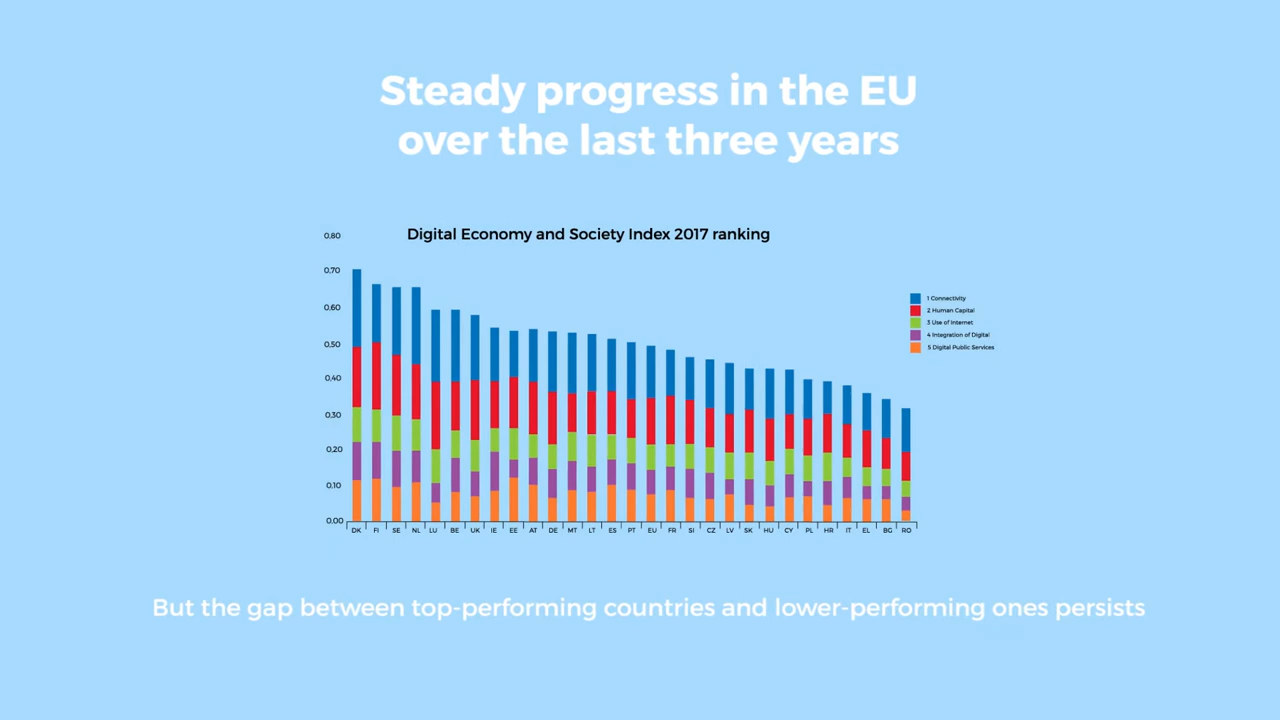 Steady progress in the EU
over the last three years
Digital Economy and Society Index 2017 ranking
0.80
0.70
0.60
0.50
0.40
0.30
0.20
0.10
0.00
DK FI SE NL LU BE UK IE EE AT DE MT LT ES PT EU FR SI CZ LV SK HU CY PL HR IT EL BG RO
1 Connectivity
2 Human Capital
3 Use of Internet
4 Integration of Digital
5 Digital Public Services
But the gap between top-performing countries and lower-performing ones persists